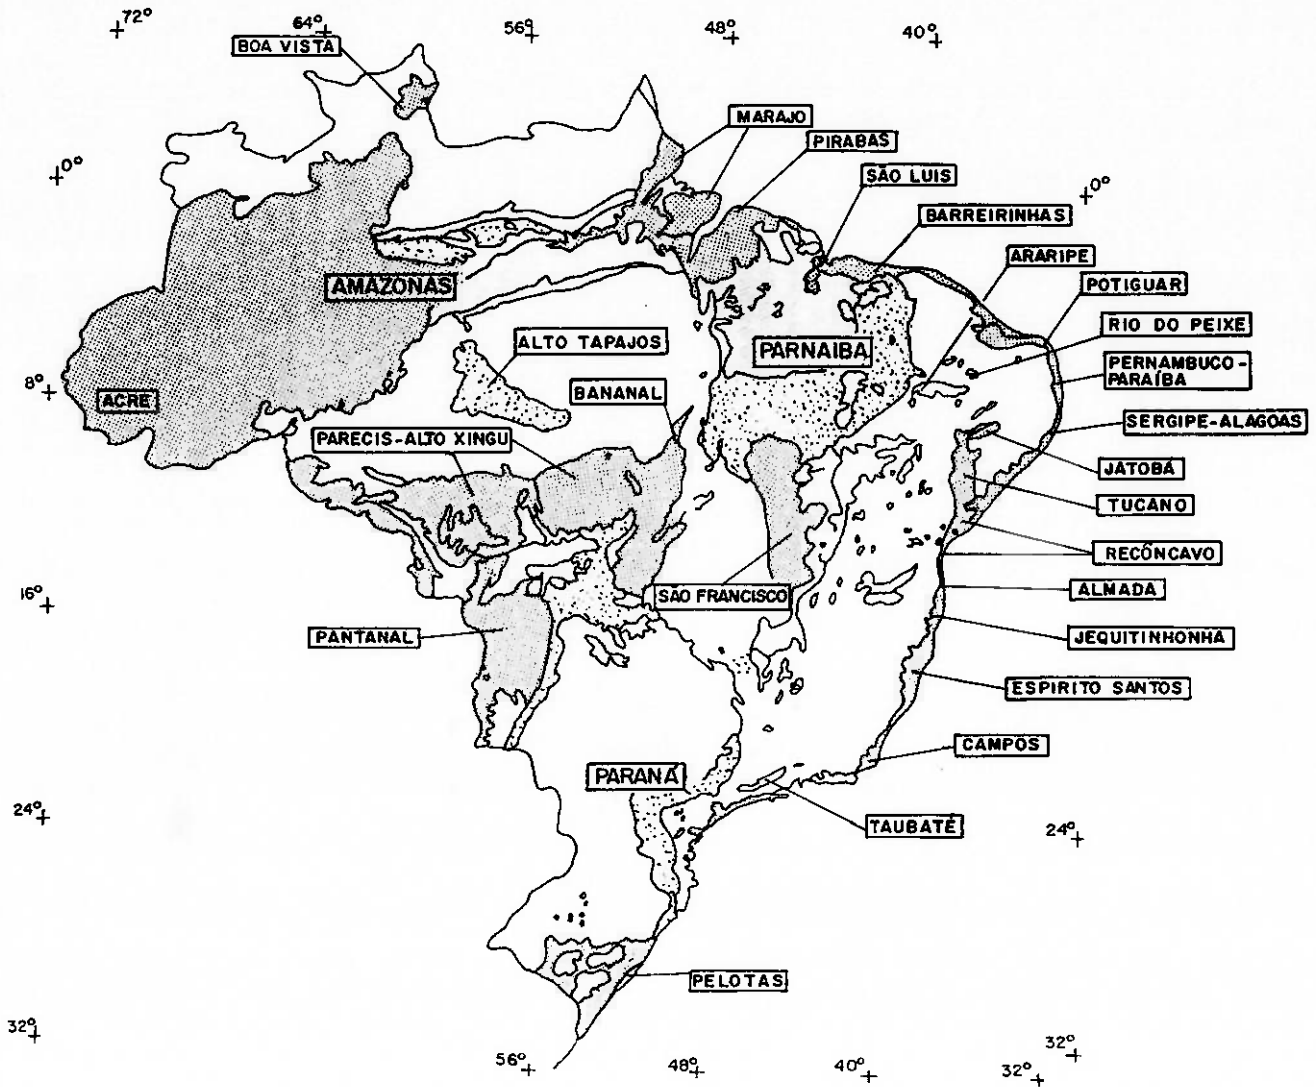 72°
64°
56°
48°
40°
BOA VISTA
MARAJO
PIRABAS
0°
SÃO LUIS
0°
BARREIRINHAS
ARARIPE
AMAZONAS
POTIGUAR
RIO DO PEIXE
ALTO TAPAJOS
PARNAIBA
PERNAMBUCO-
PARAÍBA
8°
ACRE
BANANAL
SERGIPE-ALAGOAS
PARECIS-ALTO XINGU
JATOBÁ
TUCANO
RECÔNCAVO
16°
SÃO FRANCISCO
ALMADA
PANTANAL
JEQUITINHONHA
ESPIRITO SANTOS
CAMPOS
PARANÁ
24°
TAUBATÉ
24°
PELOTAS
32°
56°
48°
40°
32°
32°